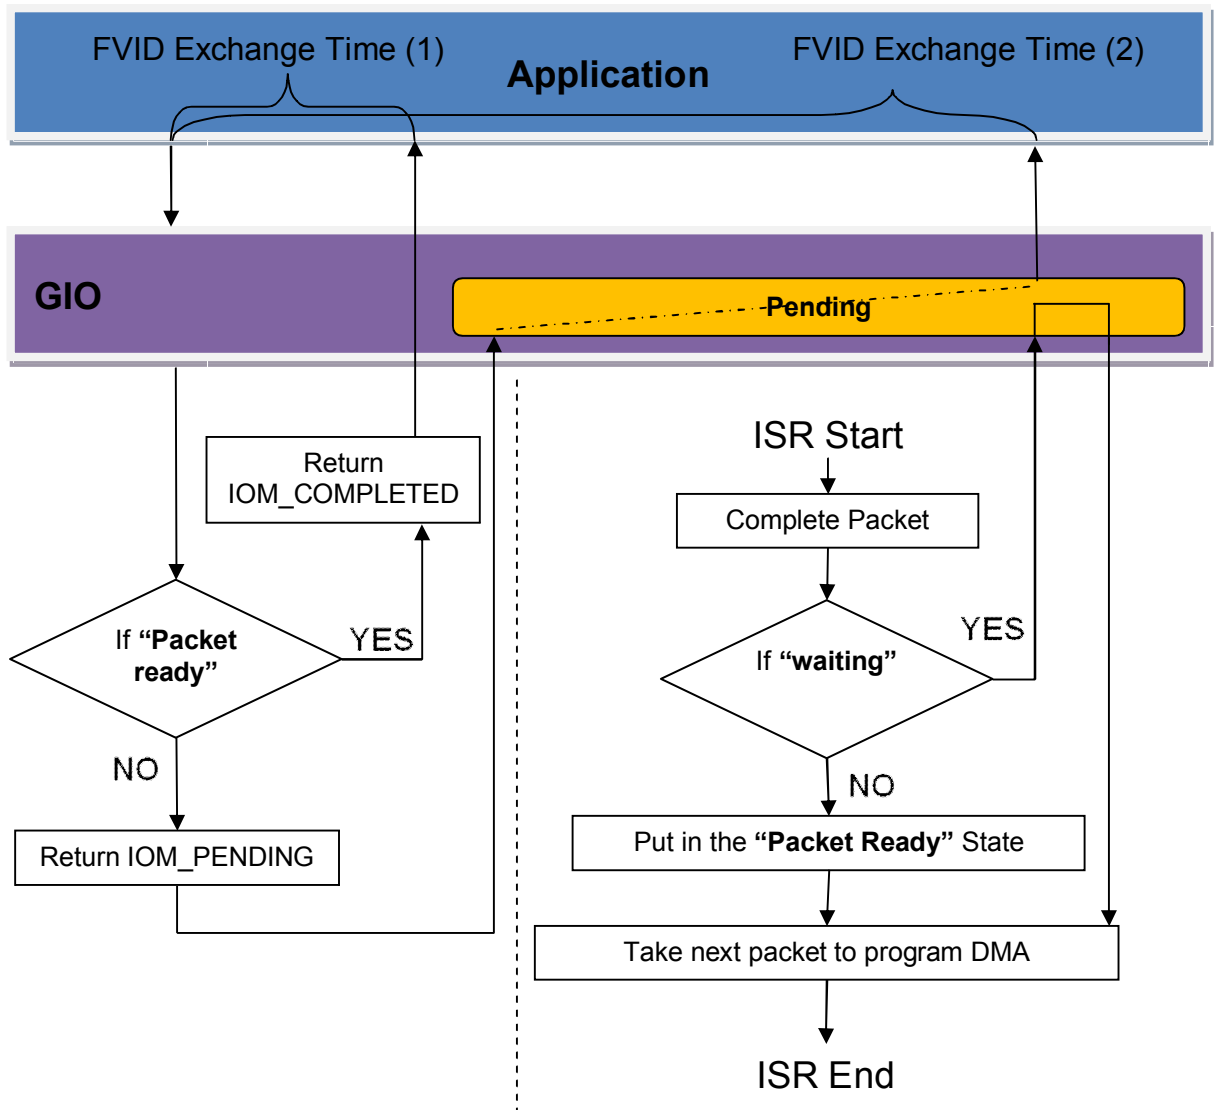 FVID Exchange Time (1)
FVID Exchange Time (2)
Application
GIO
Pending
Return
IOM_COMPLETED
If “Packet
ready”
YES
NO
Return IOM_PENDING
ISR Start
Complete Packet
If “waiting”
YES
NO
Put in the “Packet Ready” State
Take next packet to program DMA
ISR End